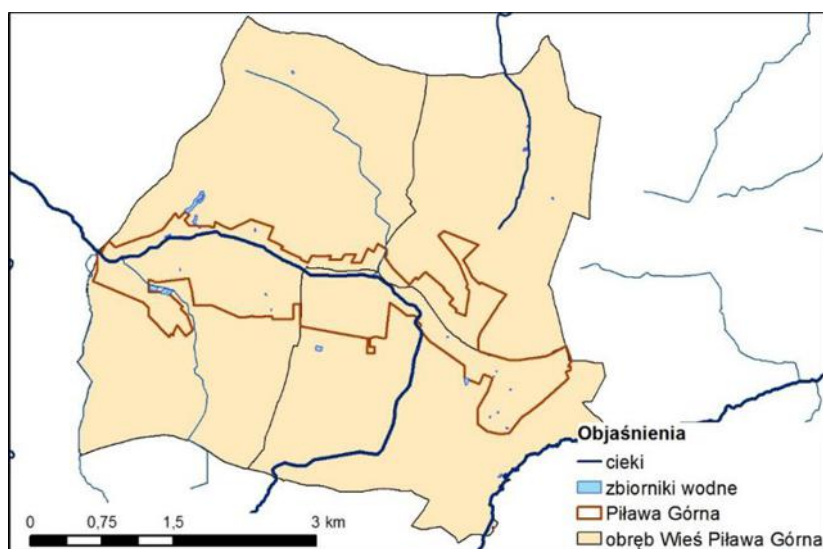 Objaśnienia
cieki
zbiorniki wodne
Piława Górna
obręb Wieś Piława Górna
0 0,75 1,5 3 km